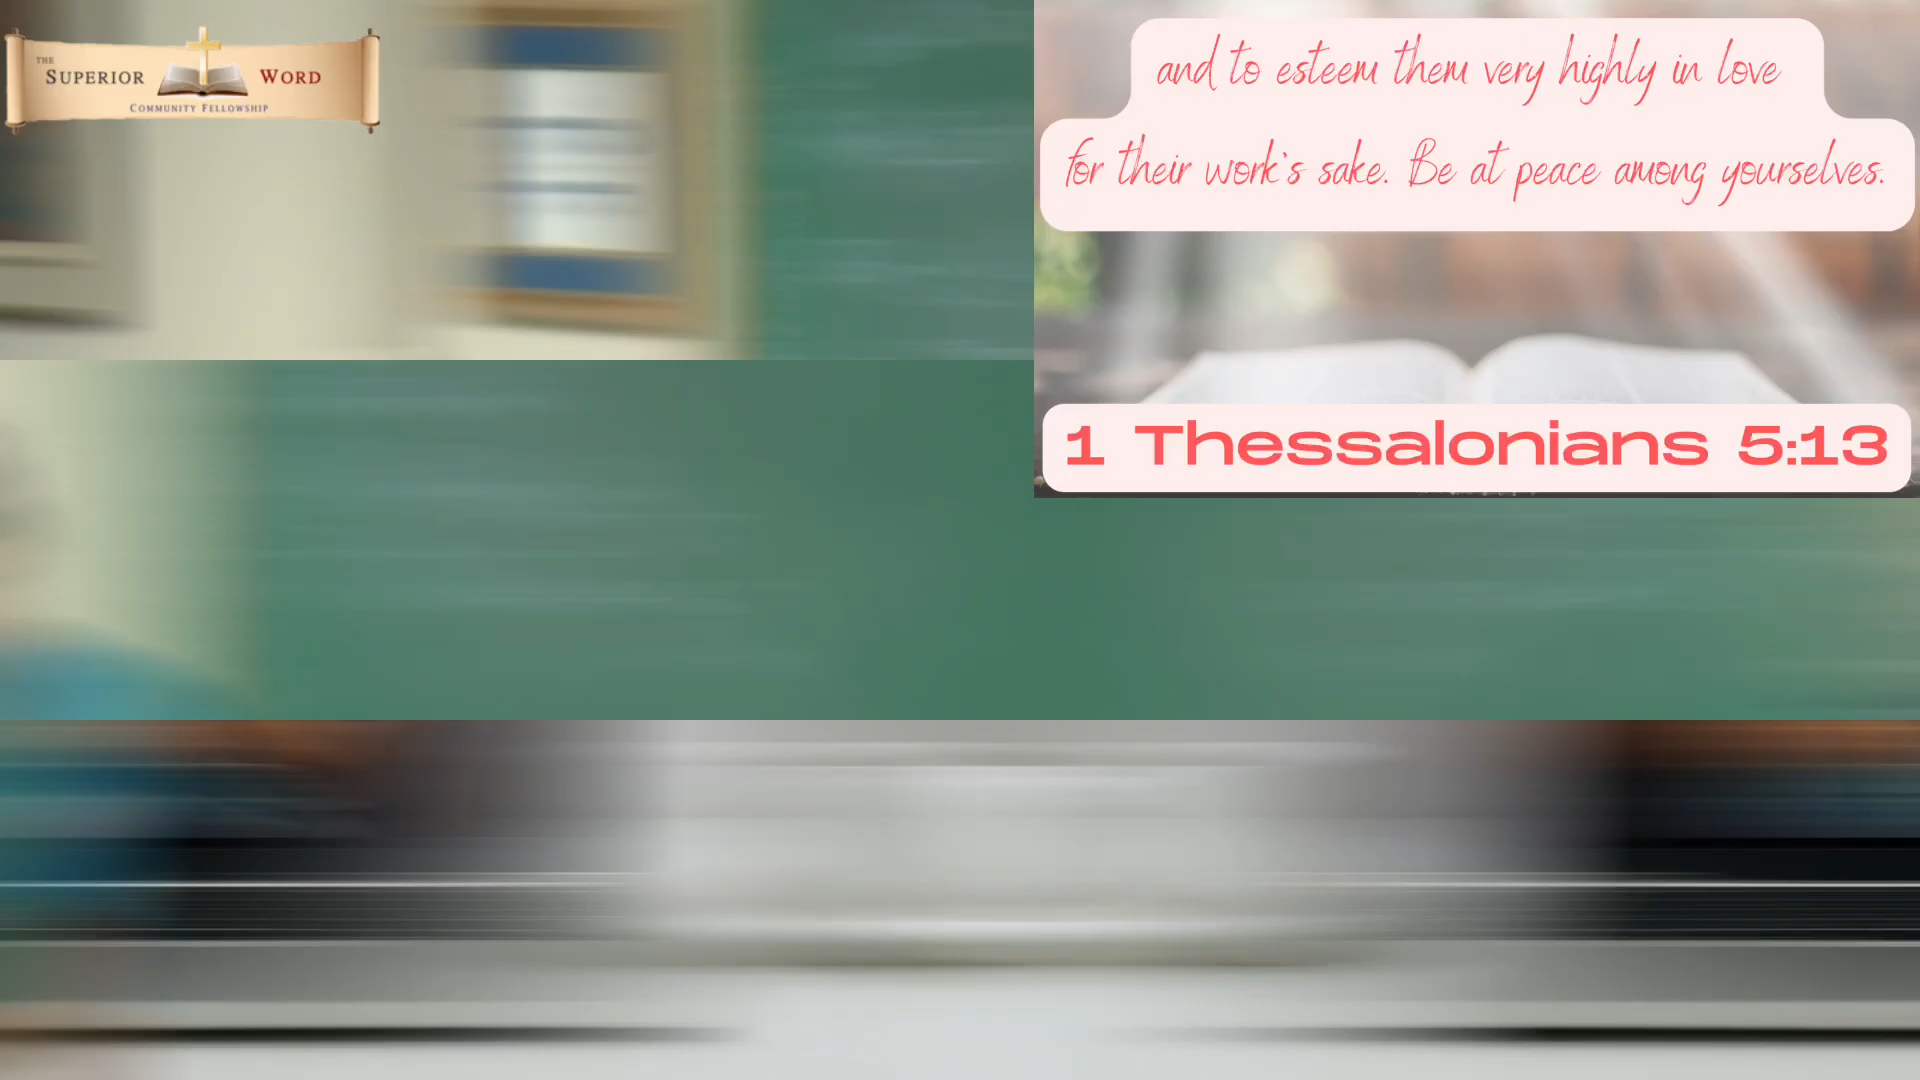 THE
SUPERIOR WORD
COMMUNITY FELLOWSHIP
and to esteem them very highly in love
for their work's sake. Be at peace among yourselves.
1 Thessalonians 5:13